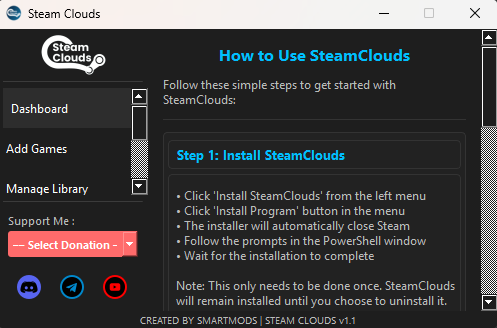 Steam Clouds
Steam
Clouds
Dashboard
Add Games
Manage Library
Support Me :
--- Select Donation -
How to Use SteamClouds
Follow these simple steps to get started with
SteamClouds:
Step 1: Install SteamClouds
• Click 'Install SteamClouds' from the left menu
• Click 'Install Program' button in the menu
• The installer will automatically close Steam
• Follow the prompts in the PowerShell window
• Wait for the installation to complete
Note: This only needs to be done once. SteamClouds
will remain installed until you choose to uninstall it.
CREATED BY SMARTMODS | STEAM CLOUDS v1.1